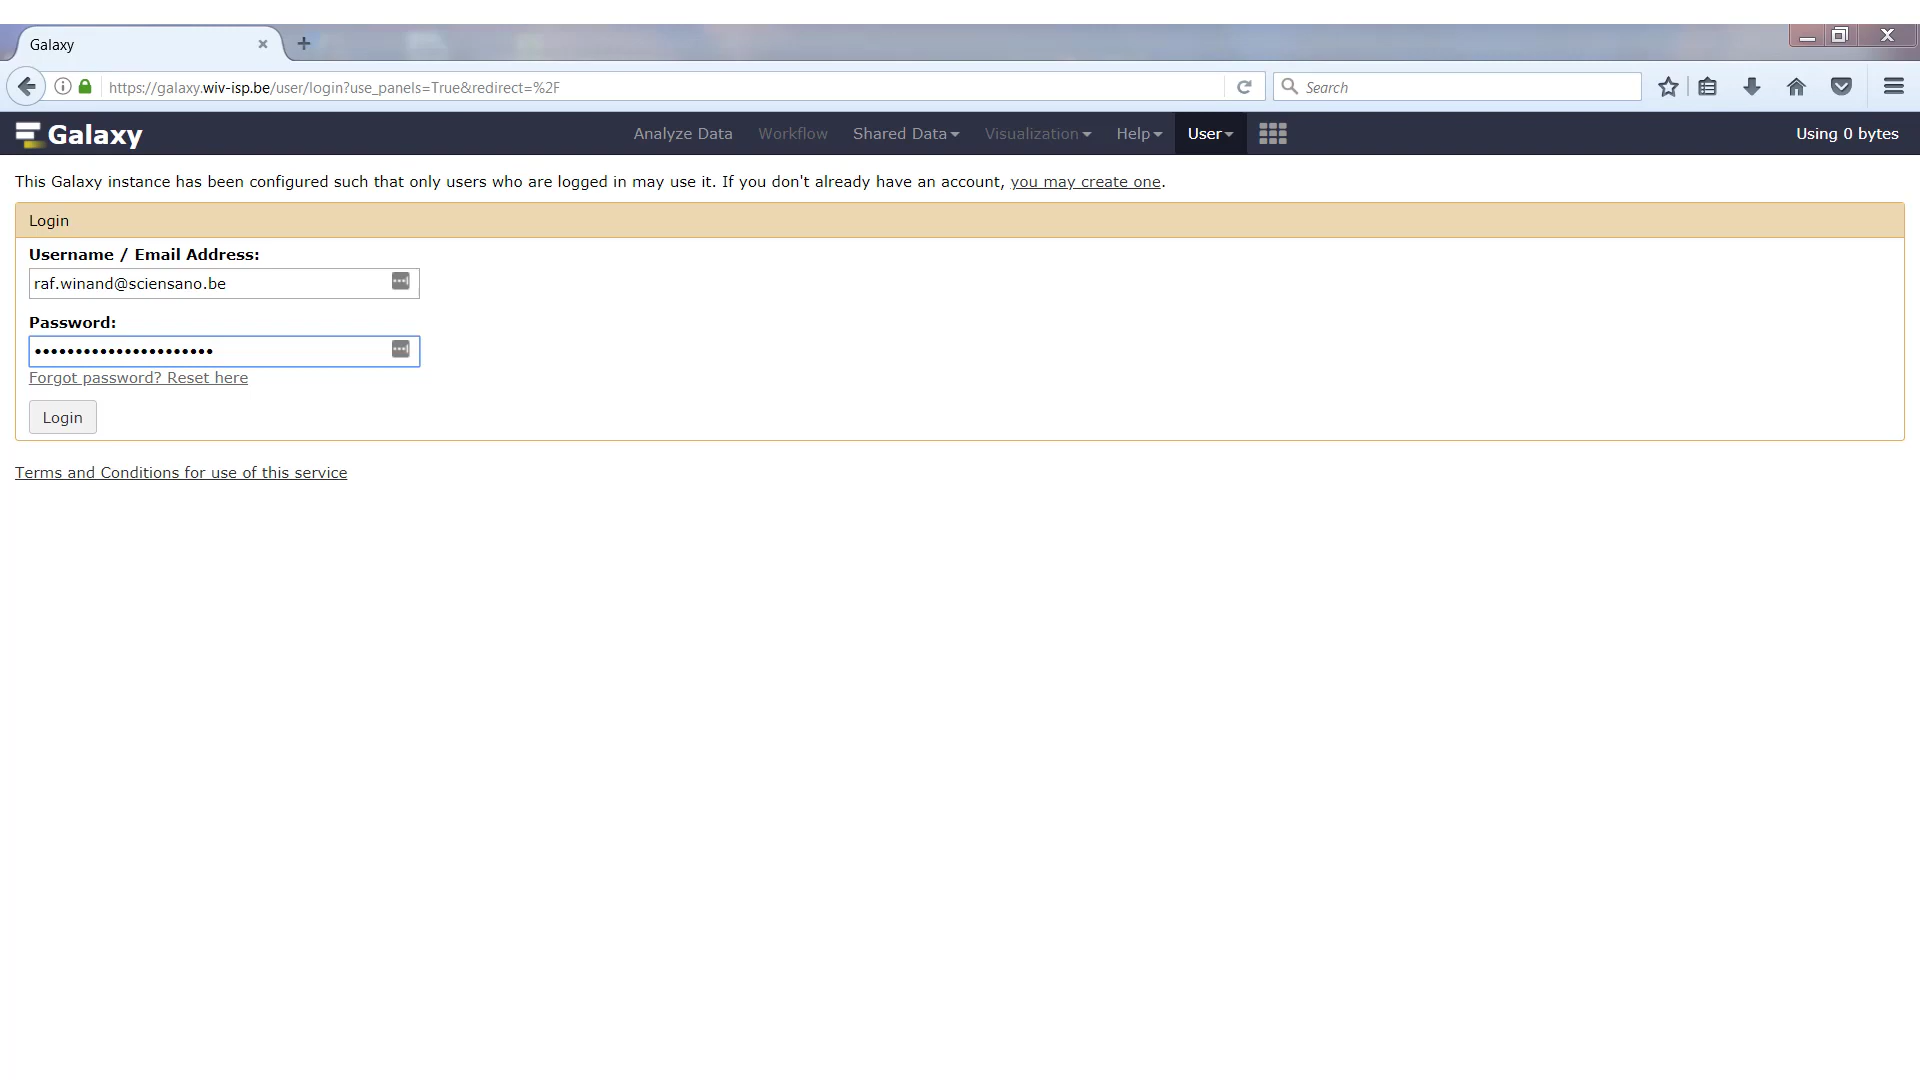 Galaxy
https://galaxy.wiv-isp.be/user/login?use_panels=True&redirect=%2F
Search
Galaxy
Analyze Data Workflow Shared Data Visualization Help User
Using 0 bytes
This Galaxy instance has been configured such that only users who are logged in may use it. If you don't already have an account, you may create one.
Login
Username / Email Address:
raf.winand@sciensano.be
Password:
••••••••••••••••••••••
Forgot password? Reset here
Login
Terms and Conditions for use of this service